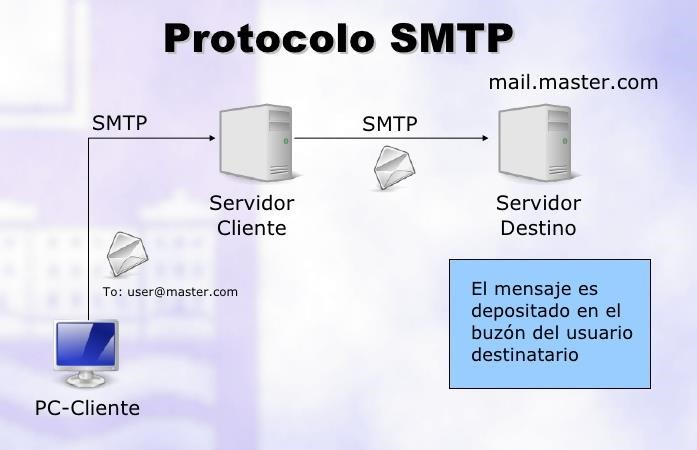 Protocolo SMTP
mail.master.com
SMTP
SMTP
Servidor
Cliente
Servidor
Destino
To: user@master.com
El mensaje es
depositado en el
buzón del usuario
destinatario
PC-Cliente